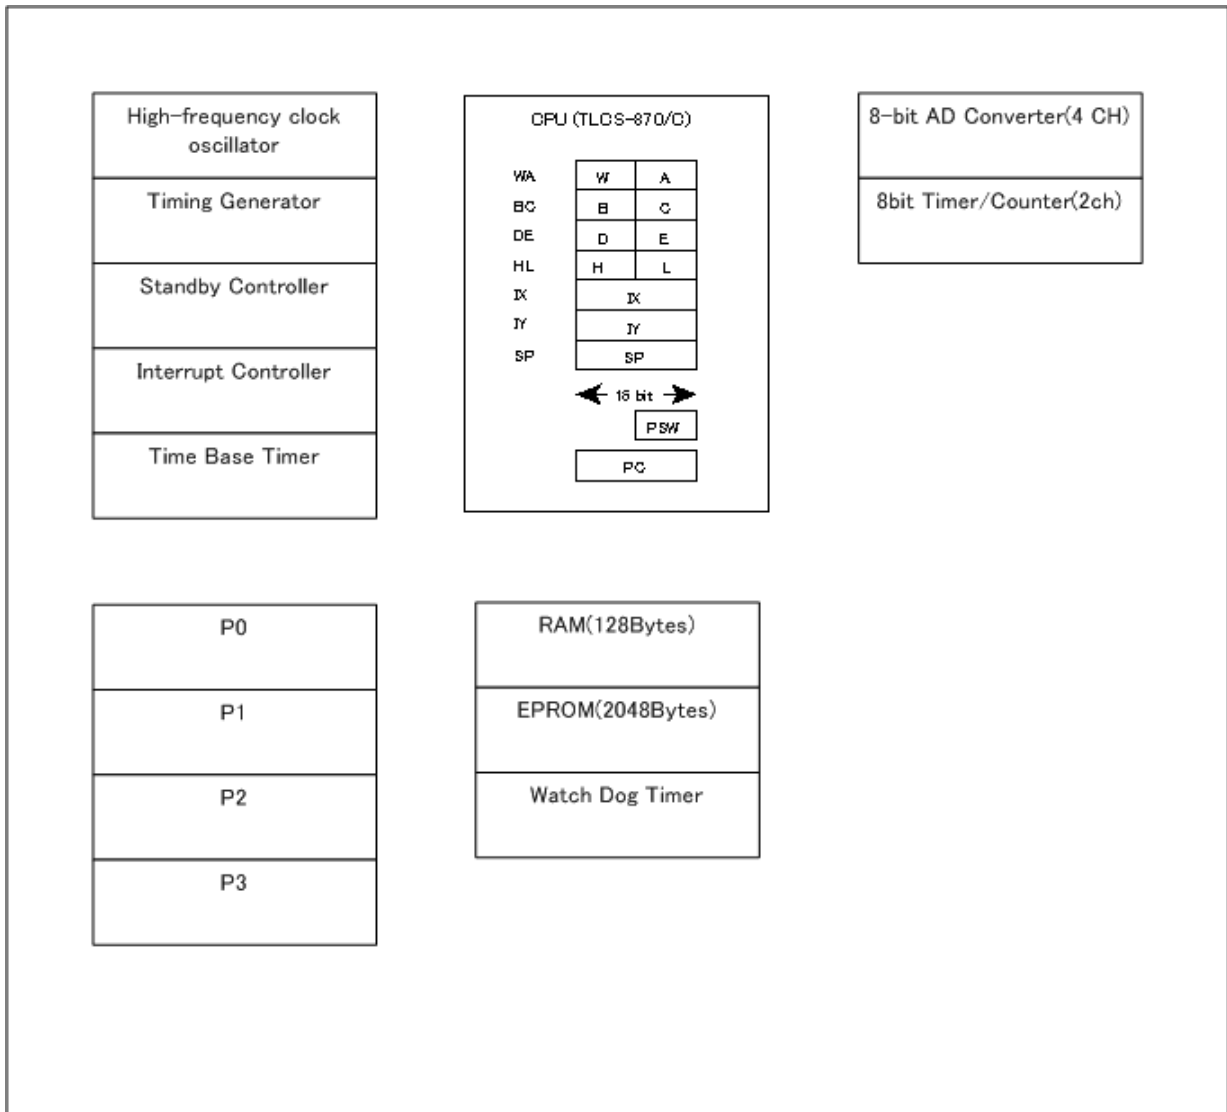 High-frequency clock
oscillator
Timing Generator
Standby Controller
Interrupt Controller
Time Base Timer
CPU (TLCS-870/C)
WA W A
BC B C
DE D E
HL H L
IX IX
IY IY
SP SP
16 bit
PSW
PC
8-bit AD Converter(4 CH)
8bit Timer/Counter(2ch)
P0
P1
P2
P3
RAM(128Bytes)
EPROM(2048Bytes)
Watch Dog Timer